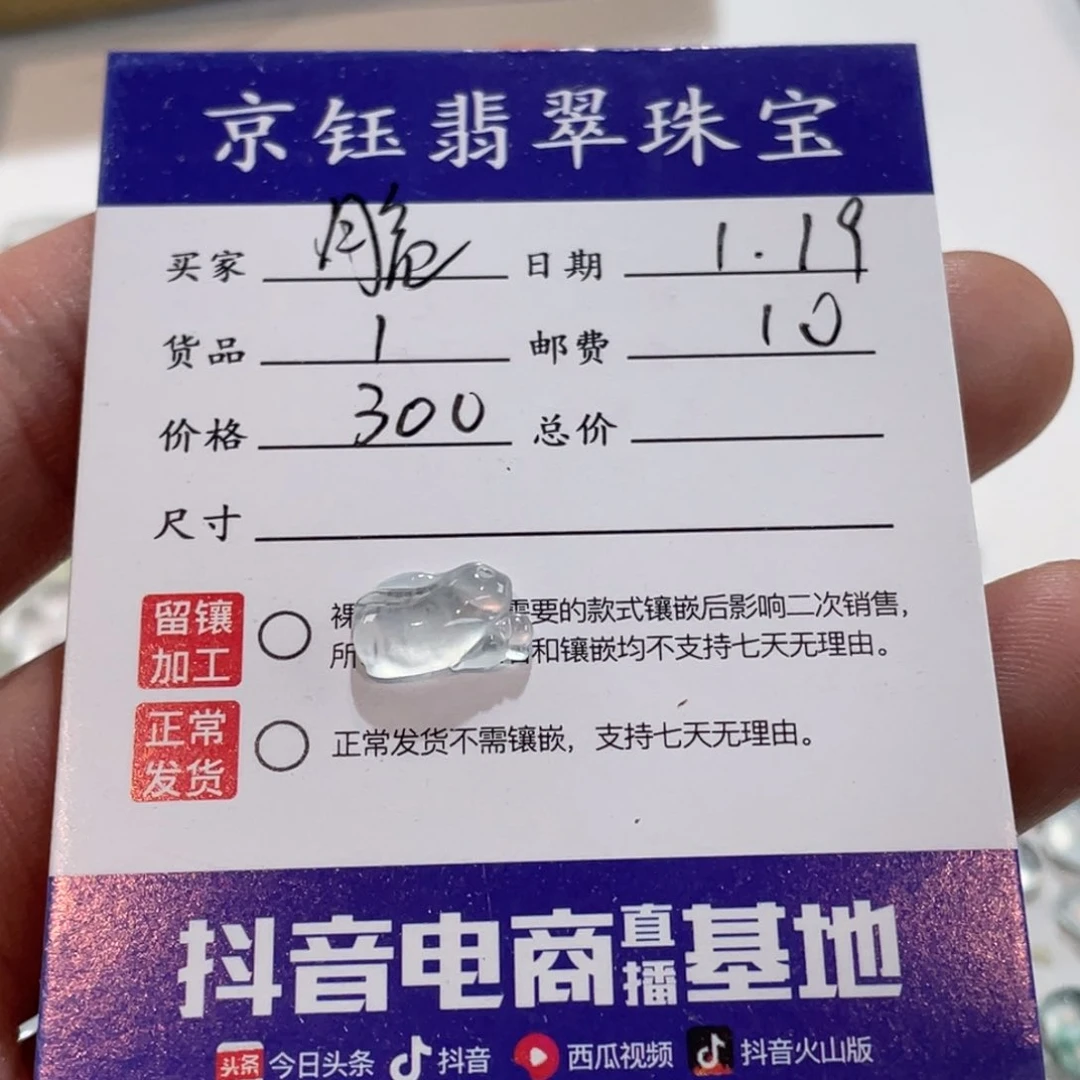 京钰翡翠珠宝
买家 脆 日期 1.19
货品 1 邮费 10
价格 300 总价
尺寸
留镶加工 裸 需要的款式镶嵌后影响二次销售，
所 和镶嵌均不支持七天无理由。
正常发货 正常发货不需镶嵌，支持七天无理由。
抖音电商直播基地
头条 今日头条 抖音 西瓜视频 抖音火山版